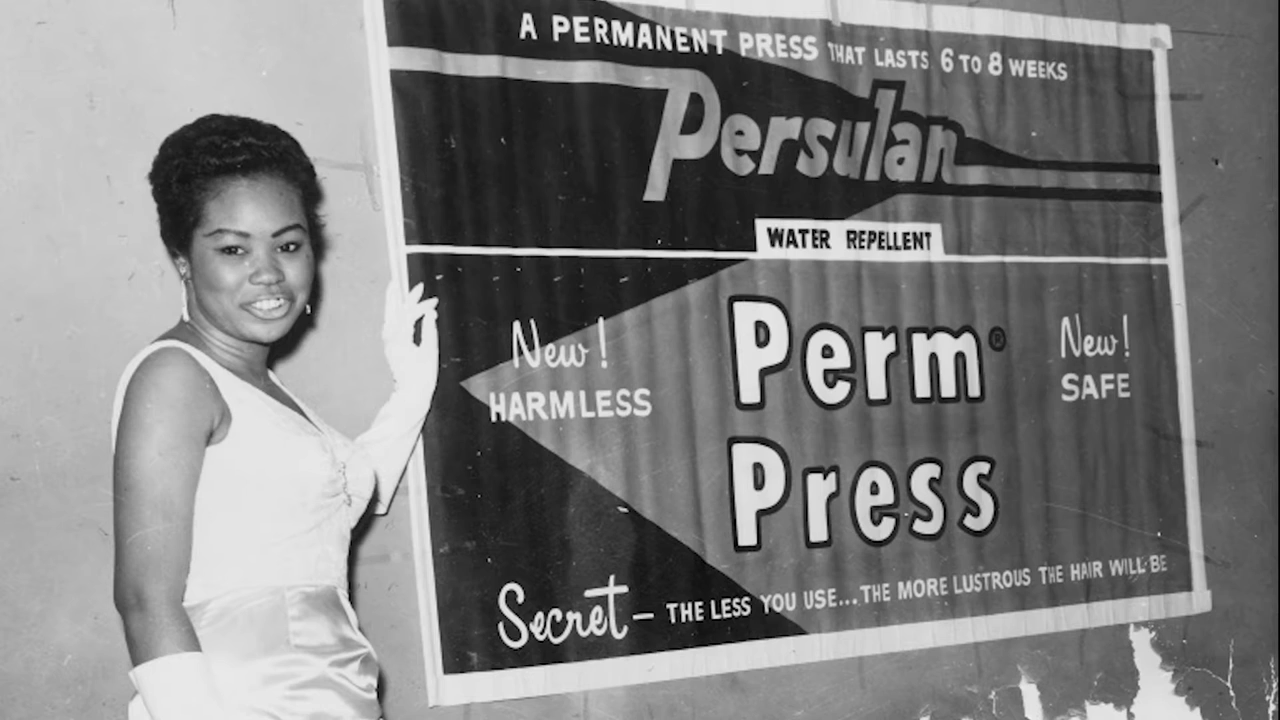 A PERMANENT PRESS THAT LASTS 6 TO 8 WEEKS
Persulan
WATER REPELLENT
New!
HARMLESS
Perm®
Press
New!
SAFE
Secret— THE LESS YOU USE... THE MORE LUSTROUS THE HAIR WILL BE